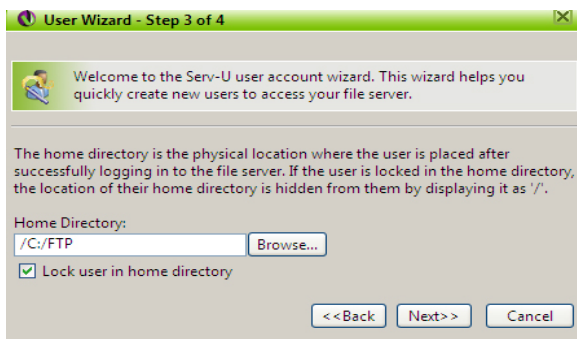 User Wizard - Step 3 of 4
Welcome to the Serv-U user account wizard. This wizard helps you
quickly create new users to access your file server.
The home directory is the physical location where the user is placed after
successfully logging in to the file server. If the user is locked in the home directory,
the location of their home directory is hidden from them by displaying it as '/'.
Home Directory:
/C:/FTP Browse...
Lock user in home directory
<<Back Next>> Cancel